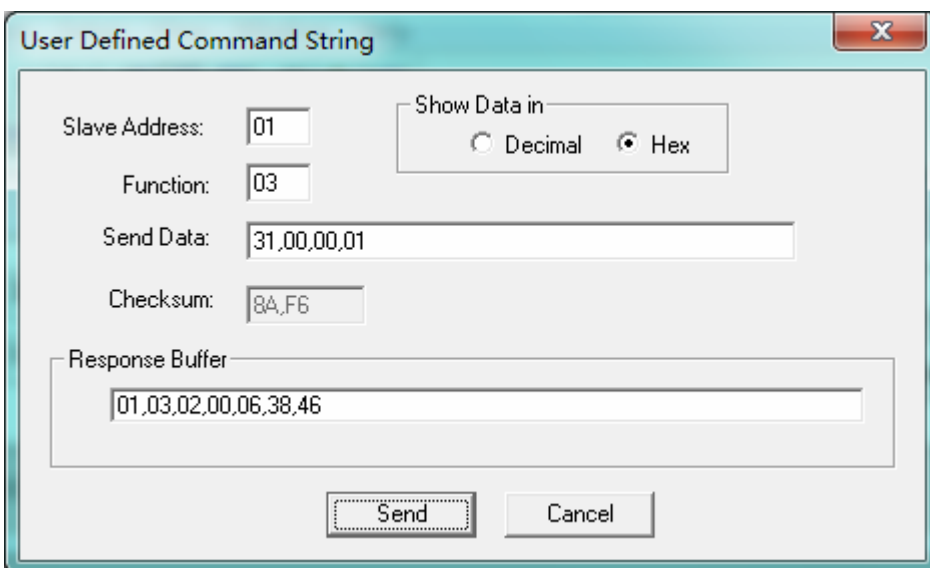 User Defined Command String
Slave Address: 01
Show Data in
Decimal Hex
Function: 03
Send Data: 31,00,00,01
Checksum: 8A,F6
Response Buffer
01,03,02,00,06,38,46
Send Cancel